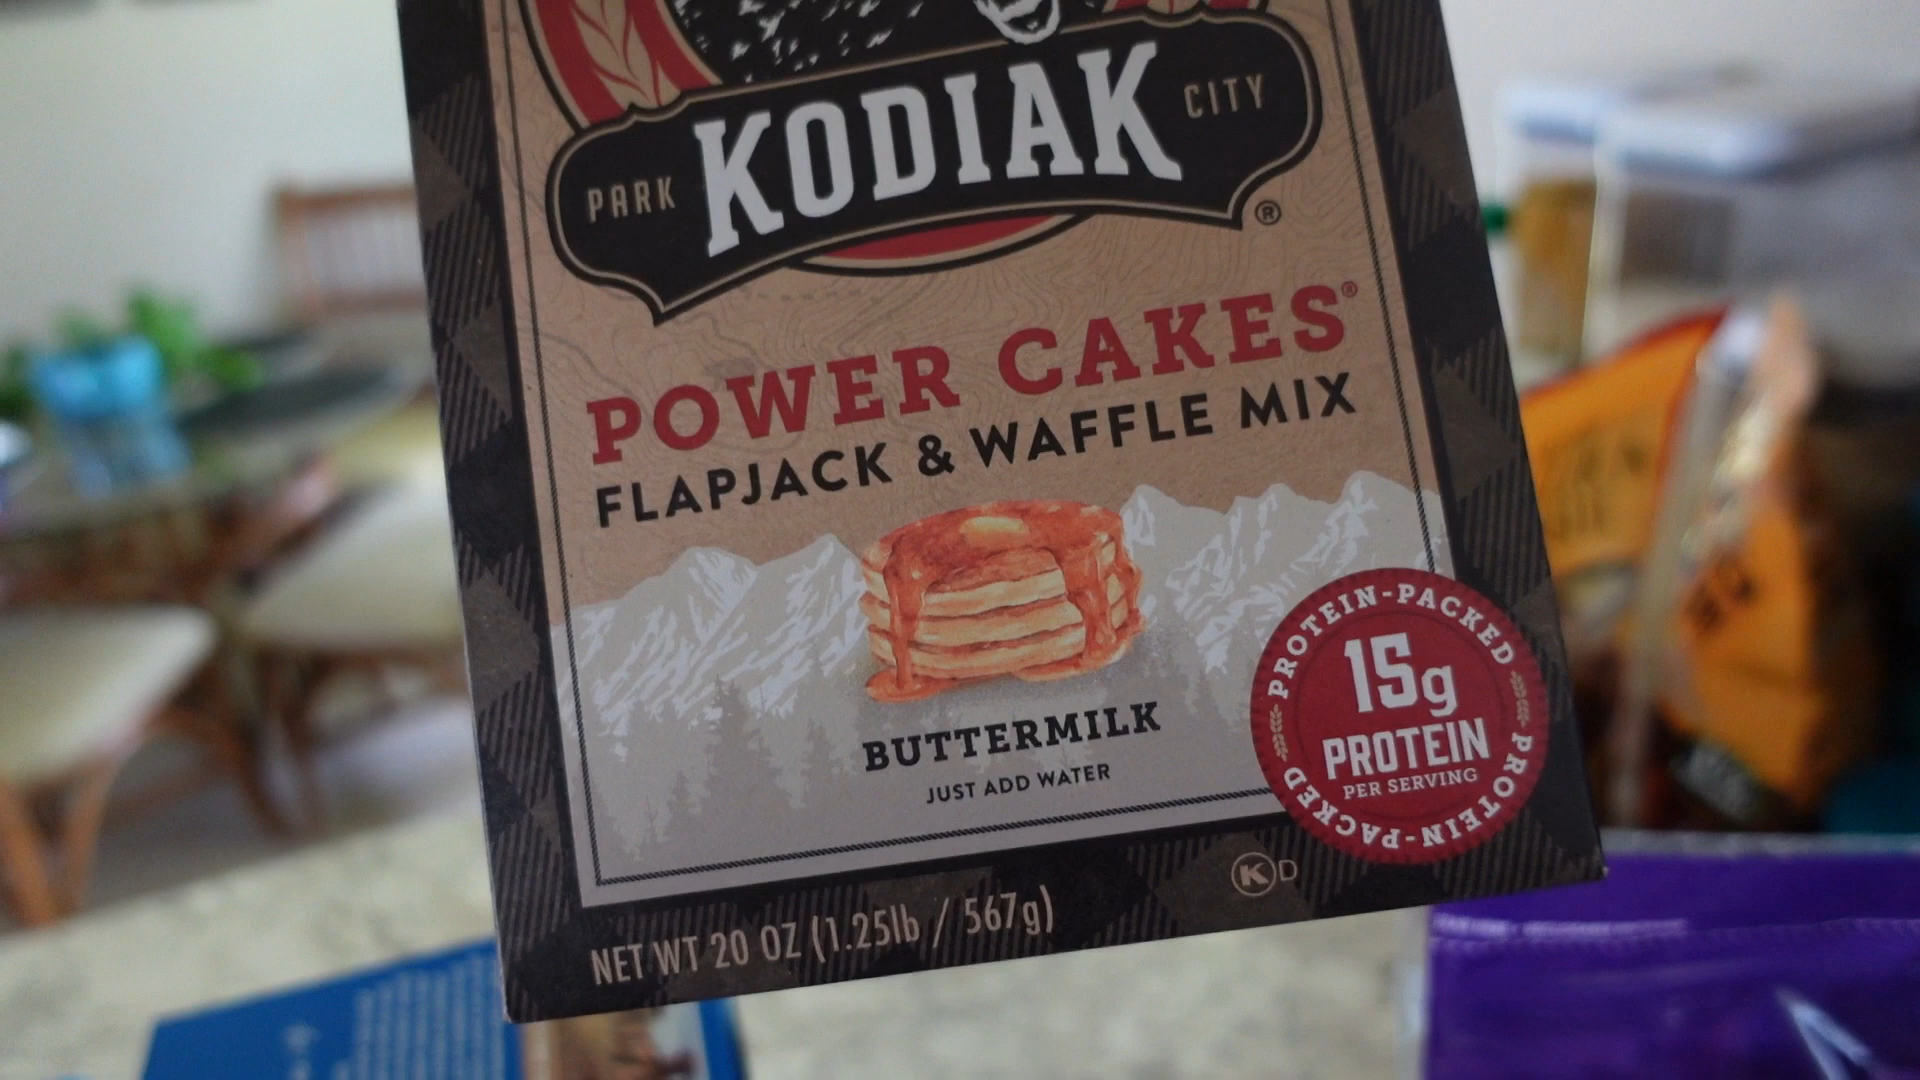 PARK KODIAK CITY
®
POWER CAKES®
FLAPJACK & WAFFLE MIX
PROTEIN-PACKED
15g
PROTEIN
PER SERVING
PROTEIN-PACKED
BUTTERMILK
JUST ADD WATER
K D
NET WT 20 OZ (1.25lb / 567g)